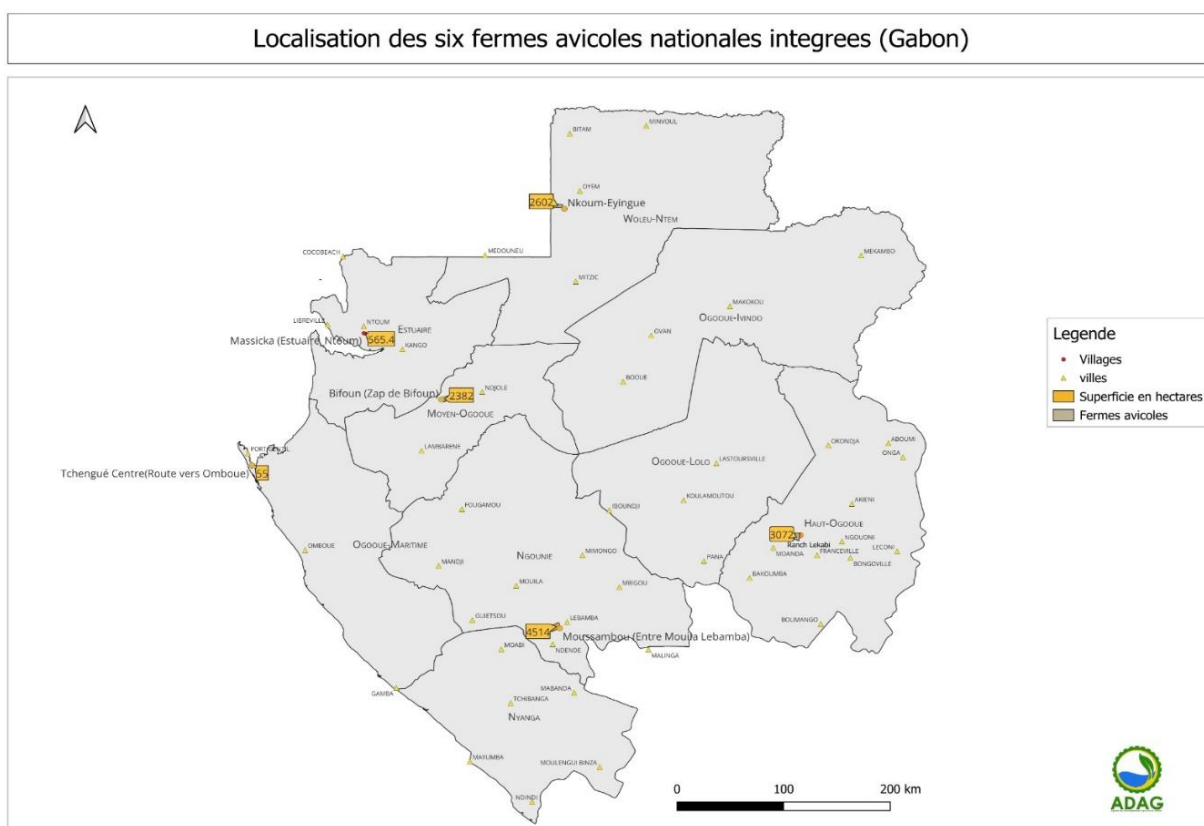 Localisation des six fermes avicoles nationales integrees (Gabon)
BITAM
MINVOUL
OYEM
2602
Nkoum-Eyingue
WOLEU-NTEM
COCOBEACH
MEDOUNEU
MEKAMBO
MITZIC
MAKOKOU
OGOOUE-IVINDO
LIBREVILLE
NTOUM
ESTUAIRE
OVAN
Massicka (Estuaire Ntoum)
565.4
KANGO
BOOUE
Bifoun (Zap de Bifoun)
2382
NDJOLE
MOYEN-OGOOUE
Legende
Villages
villes
Superficie en hectares
Fermes avicoles
LAMBARENE
OKONDJA
ABOUMI
ONGA
OGOOUE-LOLO
LASTOURSVILLE
Tchengué Centre(Route vers Omboue)
55
KOULAMOUTOU
AKIENI
FOUGAMOU
IBOUNDJI
HAUT-OGOOUE
3072
Ranch Lekabi
NGOUONI
OGOOUE-MARITIME
OMBOUE
NGOUNIE
MIMONGO
MOANDA
FRANCEVILLE
LECONI
BONGOVILLE
MANDJI
PANA
BAKOUMBA
MOUILA
MBIGOU
GUIETSOU
LEBAMBA
BOUMANGO
4514
Moussambou (Entre Mouila Lebamba)
MOABI
NDENDE
MALINGA
GAMBA
MABANDA
TCHIBANGA
NYANGA
MAYUMBA
MOULENGUI BINZA
NDINDI
0
100
200 km
ADAG